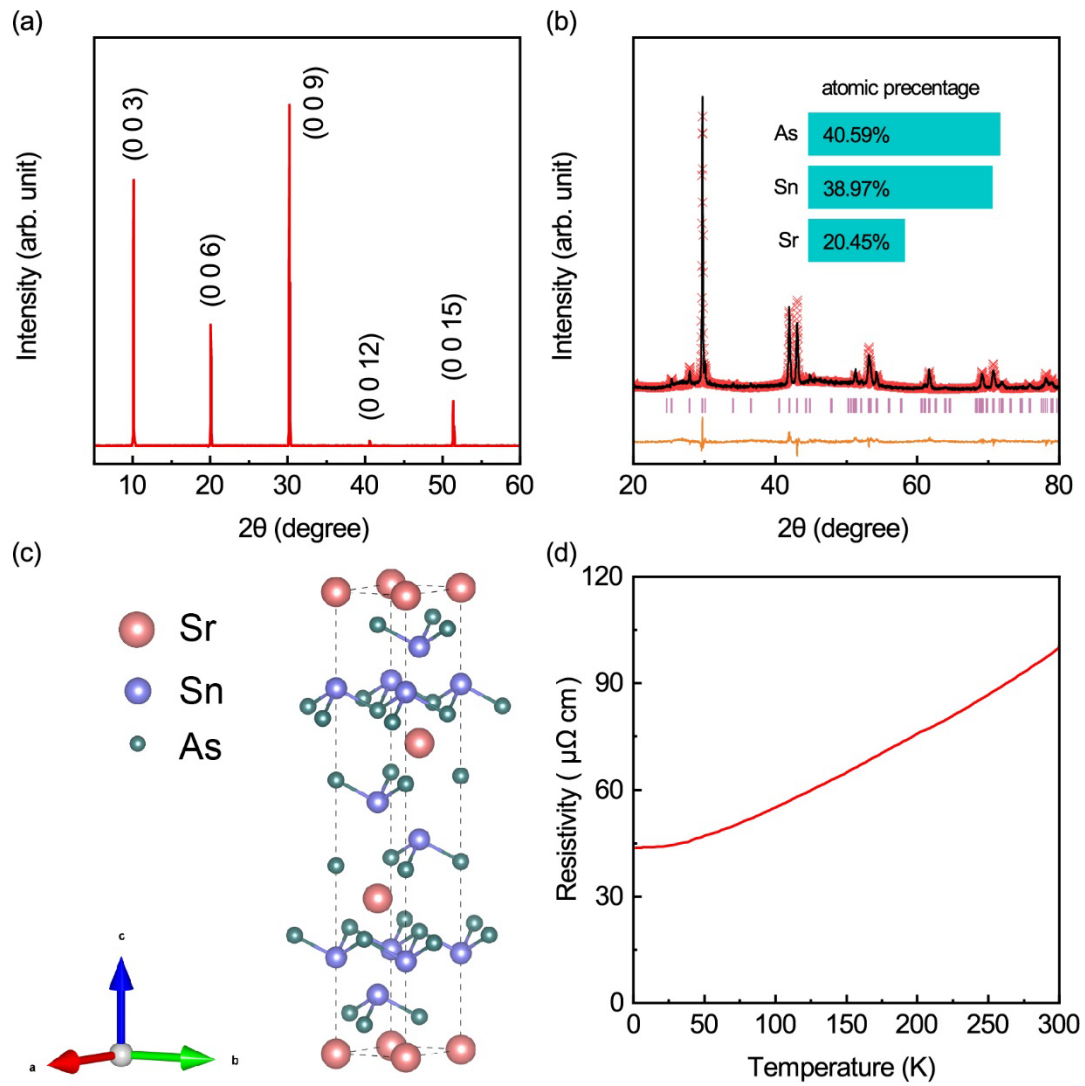 (a)
Intensity (arb. unit)
(0 0 3)
(0 0 6)
(0 0 9)
(0 0 12)
(0 0 15)
10
20
30
40
50
60
2θ (degree)
(b)
Intensity (arb. unit)
atomic precentage
As
40.59%
Sn
38.97%
Sr
20.45%
20
40
60
80
2θ (degree)
(c)
Sr
Sn
As
c
a
b
(d)
Resistivity ( μΩ cm)
120
90
60
30
0
0
50
100
150
200
250
300
Temperature (K)